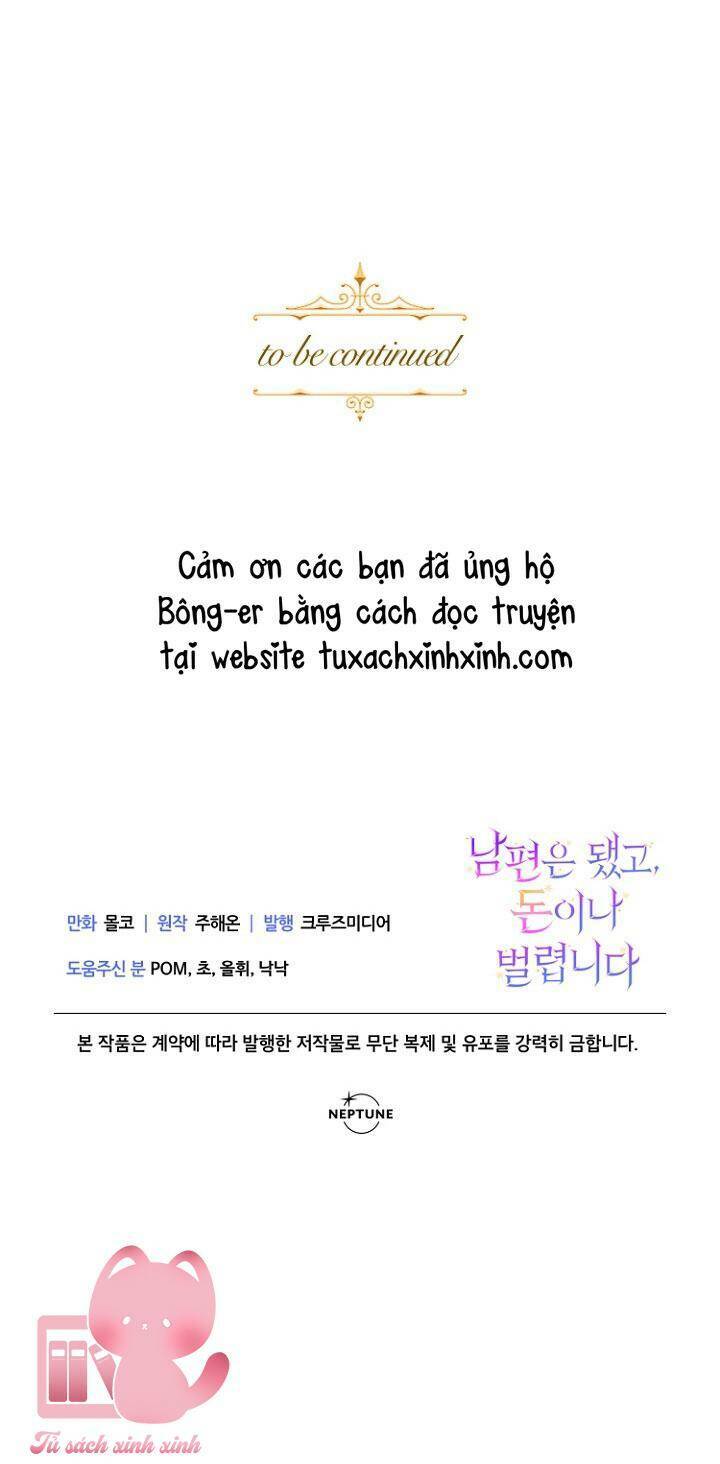 to be continued
Cảm ơn các bạn đã ủng hộ
Bông-er bằng cách đọc truyện
tại website tuxachxinhxinh.com
남편은 됐고,
돈이나
벌렵니다
만화 몰코 | 원작 주해온 | 발행 크루즈미디어
도움주신 분 POM, 초, 올휘, 낙낙
본 작품은 계약에 따라 발행한 저작물로 무단 복제 및 유포를 강력히 금합니다.
NEPTUNE
Tủ sách xinh xinh